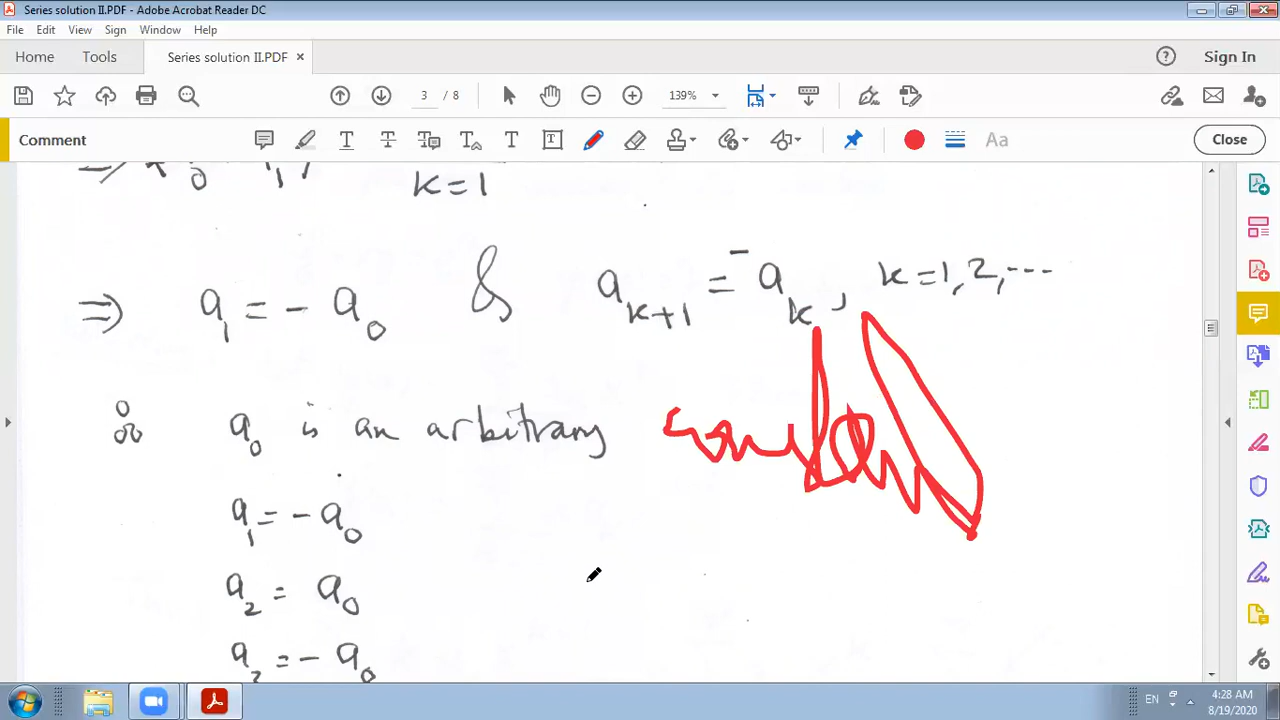 Series solution II.PDF - Adobe Acrobat Reader DC
File Edit View Sign Window Help
Home Tools Series solution II.PDF × Sign In
3 / 8 139%
Comment Aa Close
k=1
⇒ a₁ = - a₀ & aₖ₊₁ = - aₖ, k=1,2,...
∴ a₀ is an arbitrary constant
a₁ = - a₀
a₂ = a₀
a₃ = - a₀
EN 4:28 AM
8/19/2020